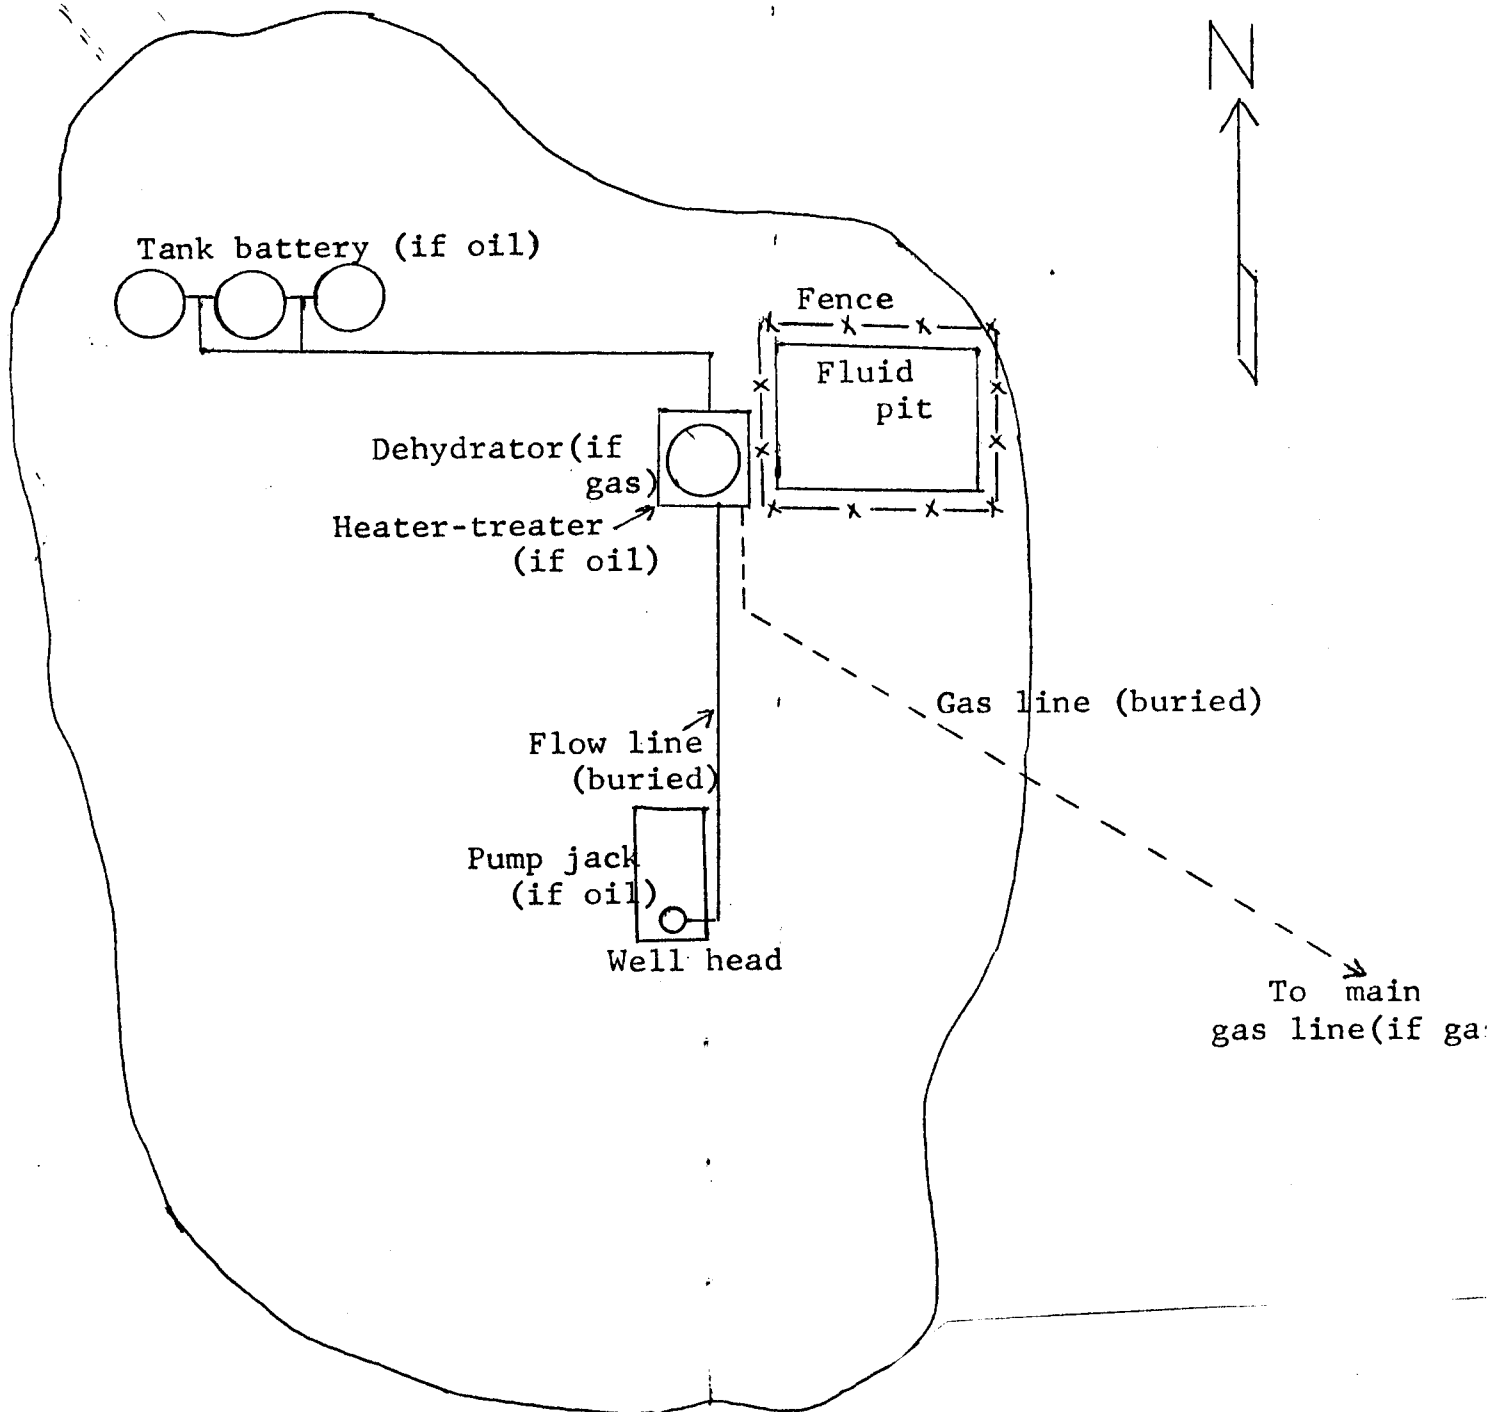 N
Tank battery (if oil)
Fence
Fluid
pit
Dehydrator(if
gas)
Heater-treater
(if oil)
Gas line (buried)
Flow line
(buried)
Pump jack
(if oil)
Well head
To main
gas line(if